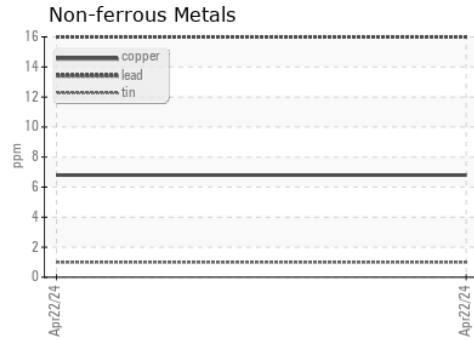 Non-ferrous Metals
16
14
12
10
8
6
4
2
0
ppm
copper
lead
tin
Apr22/24
Apr22/24